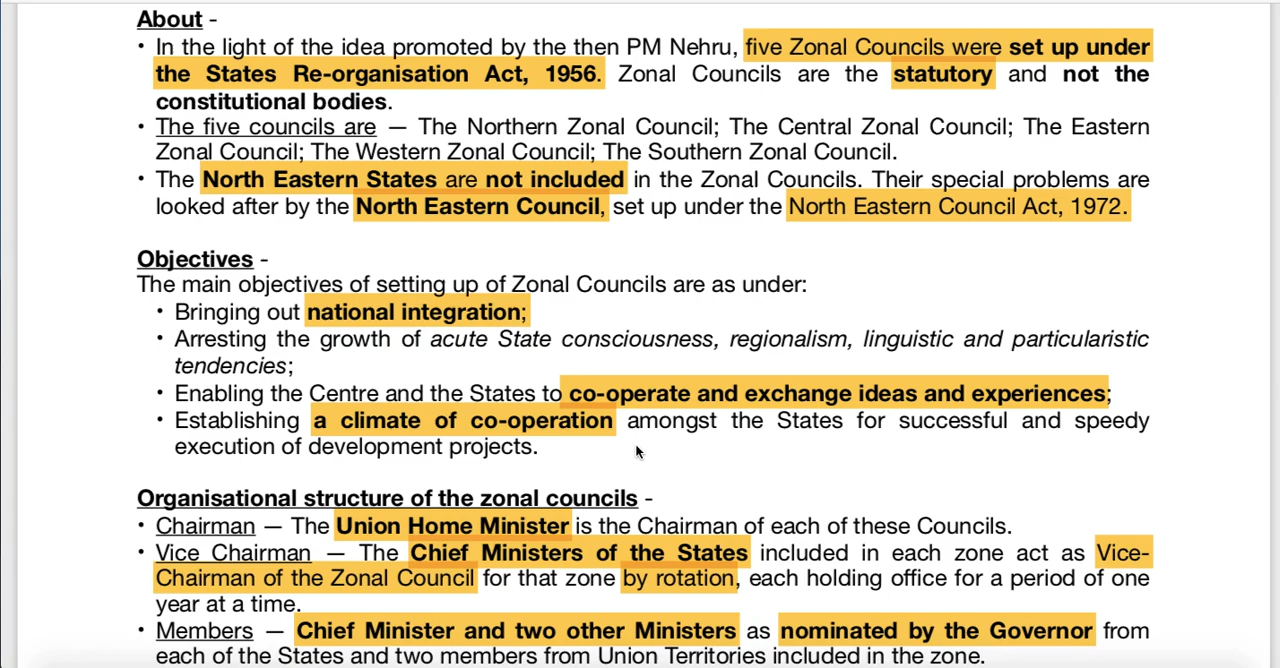 About -
• In the light of the idea promoted by the then PM Nehru, five Zonal Councils were set up under
the States Re-organisation Act, 1956. Zonal Councils are the statutory and not the
constitutional bodies.
• The five councils are — The Northern Zonal Council; The Central Zonal Council; The Eastern
Zonal Council; The Western Zonal Council; The Southern Zonal Council.
• The North Eastern States are not included in the Zonal Councils. Their special problems are
looked after by the North Eastern Council, set up under the North Eastern Council Act, 1972.
Objectives -
The main objectives of setting up of Zonal Councils are as under:
• Bringing out national integration;
• Arresting the growth of acute State consciousness, regionalism, linguistic and particularistic
tendencies;
• Enabling the Centre and the States to co-operate and exchange ideas and experiences;
• Establishing a climate of co-operation amongst the States for successful and speedy
execution of development projects.
Organisational structure of the zonal councils -
• Chairman — The Union Home Minister is the Chairman of each of these Councils.
• Vice Chairman — The Chief Ministers of the States included in each zone act as Vice-
Chairman of the Zonal Council for that zone by rotation, each holding office for a period of one
year at a time.
• Members — Chief Minister and two other Ministers as nominated by the Governor from
each of the States and two members from Union Territories included in the zone.